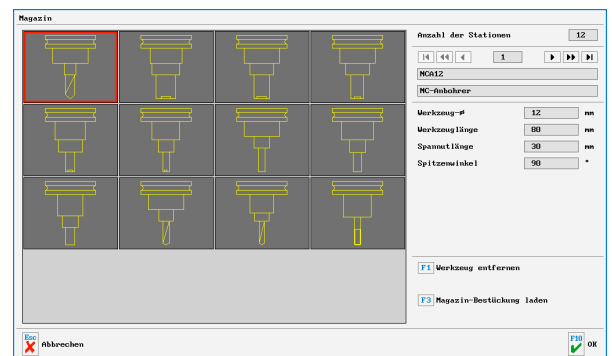 Magazin
Anzahl der Stationen 12
1
NCA12
NC-Anbohrer
Werkzeug-ø 12 mm
Werkzeuglänge 80 mm
Spannutlänge 30 mm
Spitzenwinkel 90 °
F1 Werkzeug entfernen
F3 Magazin-Bestückung laden
Esc Abbrechen
F10 OK